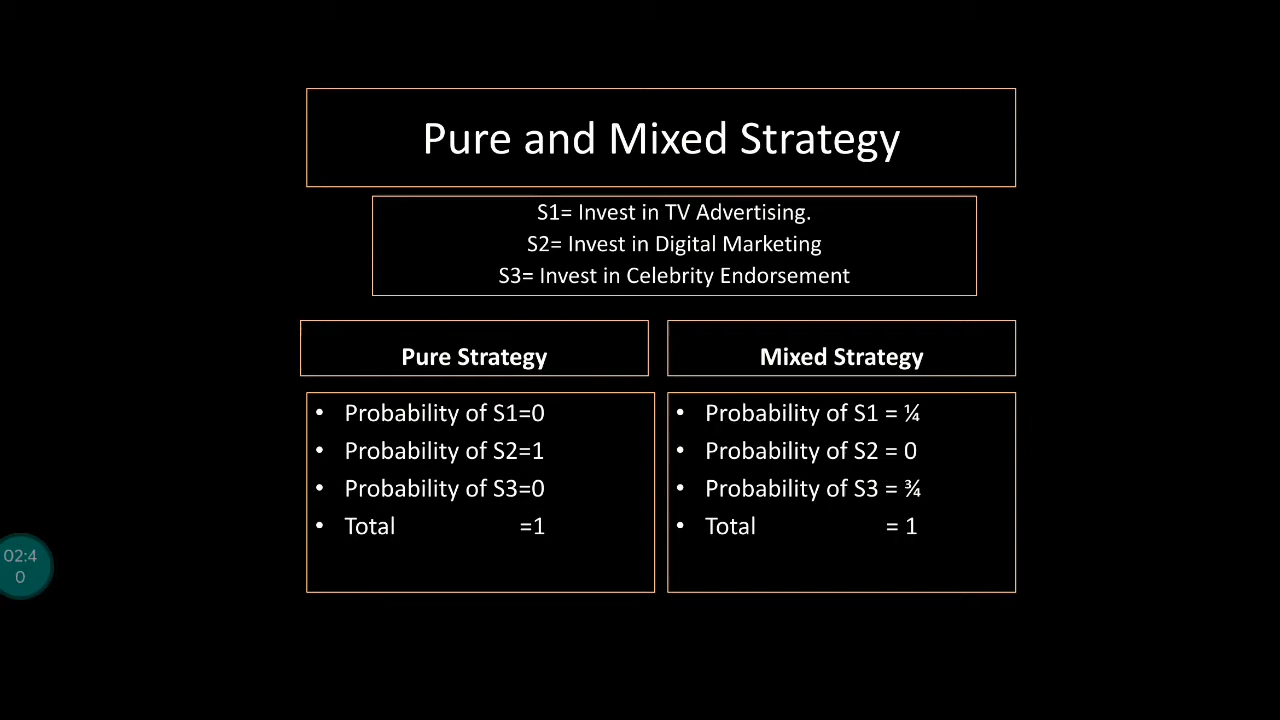 Pure and Mixed Strategy
S1= Invest in TV Advertising.
S2= Invest in Digital Marketing
S3= Invest in Celebrity Endorsement
Pure Strategy
• Probability of S1=0
• Probability of S2=1
• Probability of S3=0
• Total =1
Mixed Strategy
• Probability of S1 = ¼
• Probability of S2 = 0
• Probability of S3 = ¾
• Total = 1
02:4
0